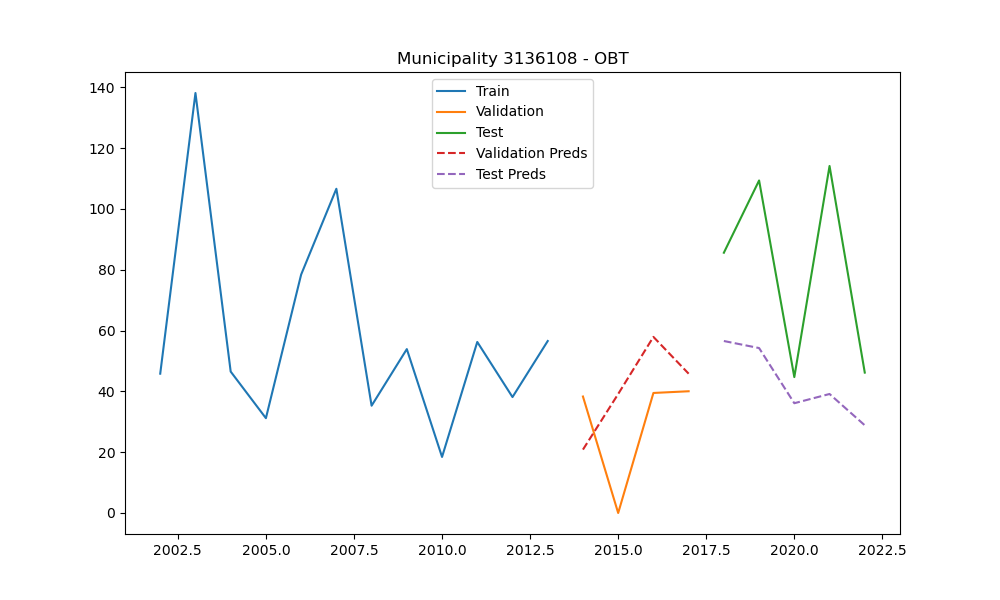 Municipality 3136108 - OBT
Train
Validation
Test
Validation Preds
Test Preds
140
120
100
80
60
40
20
0
2002.5 2005.0 2007.5 2010.0 2012.5 2015.0 2017.5 2020.0 2022.5